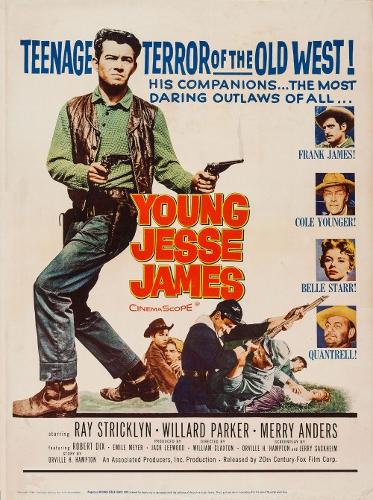 TEENAGE TERROR OF THE OLD WEST!
HIS COMPANIONS...THE MOST
DARING OUTLAWS OF ALL...
FRANK JAMES!
COLE YOUNGER!
BELLE STARR!
QUANTRELL!
YOUNG
JESSE
JAMES
CINEMASCOPE
starring RAY STRICKLYN · WILLARD PARKER · MERRY ANDERS
featuring ROBERT DIX · EMILE MEYER · PRODUCED BY JACK LEEWOOD · DIRECTED BY WILLIAM CLAXTON · SCREENPLAY BY ORVILLE H. HAMPTON and JERRY SACKHEIM
STORY BY ORVILLE H. HAMPTON An Associated Producers, Inc. Production · Released by 20th Century-Fox Film Corp.